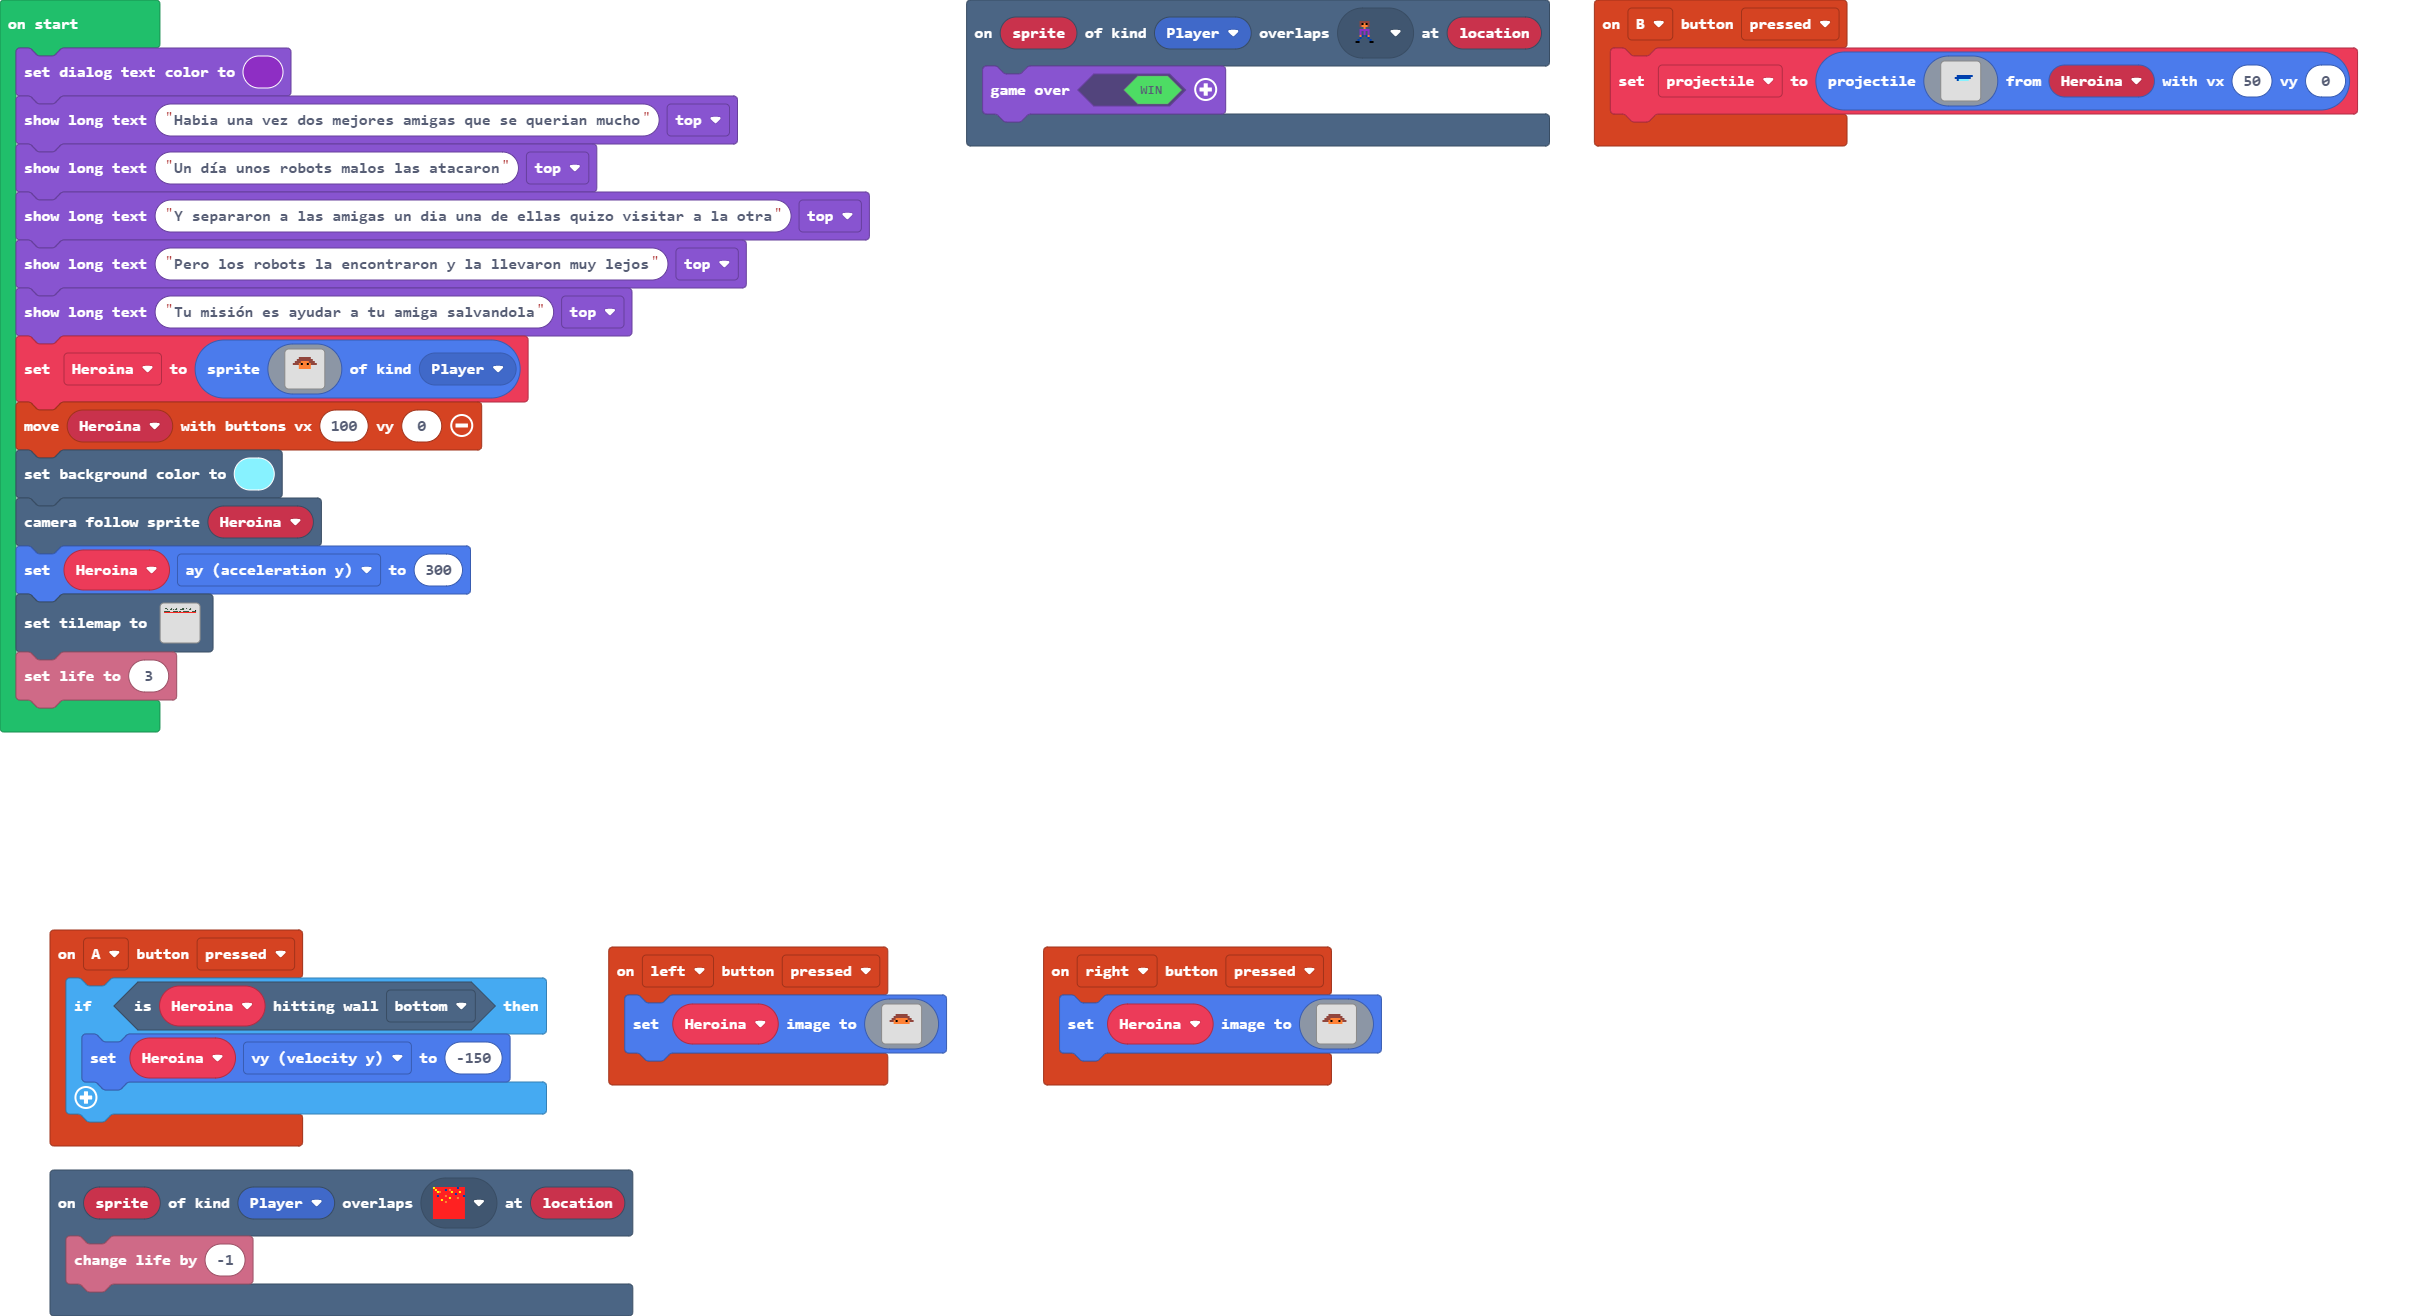 on start
set dialog text color to
show long text "Habia una vez dos mejores amigas que se querian mucho" top
show long text "Un día unos robots malos las atacaron" top
show long text "Y separaron a las amigas un dia una de ellas quizo visitar a la otra" top
show long text "Pero los robots la encontraron y la llevaron muy lejos" top
show long text "Tu misión es ayudar a tu amiga salvandola" top
set Heroina to sprite of kind Player
move Heroina with buttons vx 100 vy 0
set background color to
camera follow sprite Heroina
set Heroina ay (acceleration y) to 300
set tilemap to
set life to 3
on sprite of kind Player overlaps at location
game over WIN
on B button pressed
set projectile to projectile from Heroina with vx 50 vy 0
on A button pressed
if is Heroina hitting wall bottom then
set Heroina vy (velocity y) to -150
on left button pressed
set Heroina image to
on right button pressed
set Heroina image to
on sprite of kind Player overlaps at location
change life by -1